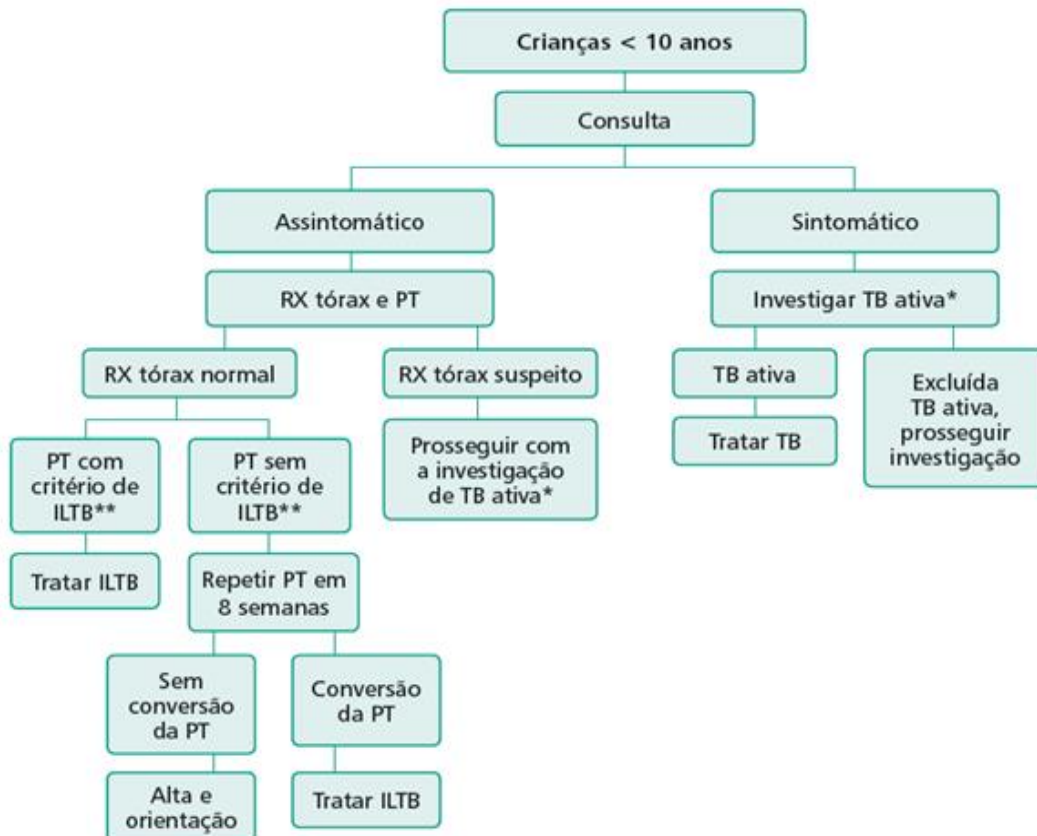 Crianças < 10 anos
Consulta
Assintomático
Sintomático
RX tórax e PT
Investigar TB ativa*
RX tórax normal
RX tórax suspeito
TB ativa
Excluída
TB ativa,
prosseguir
investigação
PT com
critério de
ILTB**
PT sem
critério de
ILTB**
Prosseguir com
a investigação
de TB ativa*
Tratar TB
Tratar ILTB
Repetir PT em
8 semanas
Sem
conversão
da PT
Conversão
da PT
Alta e
orientação
Tratar ILTB